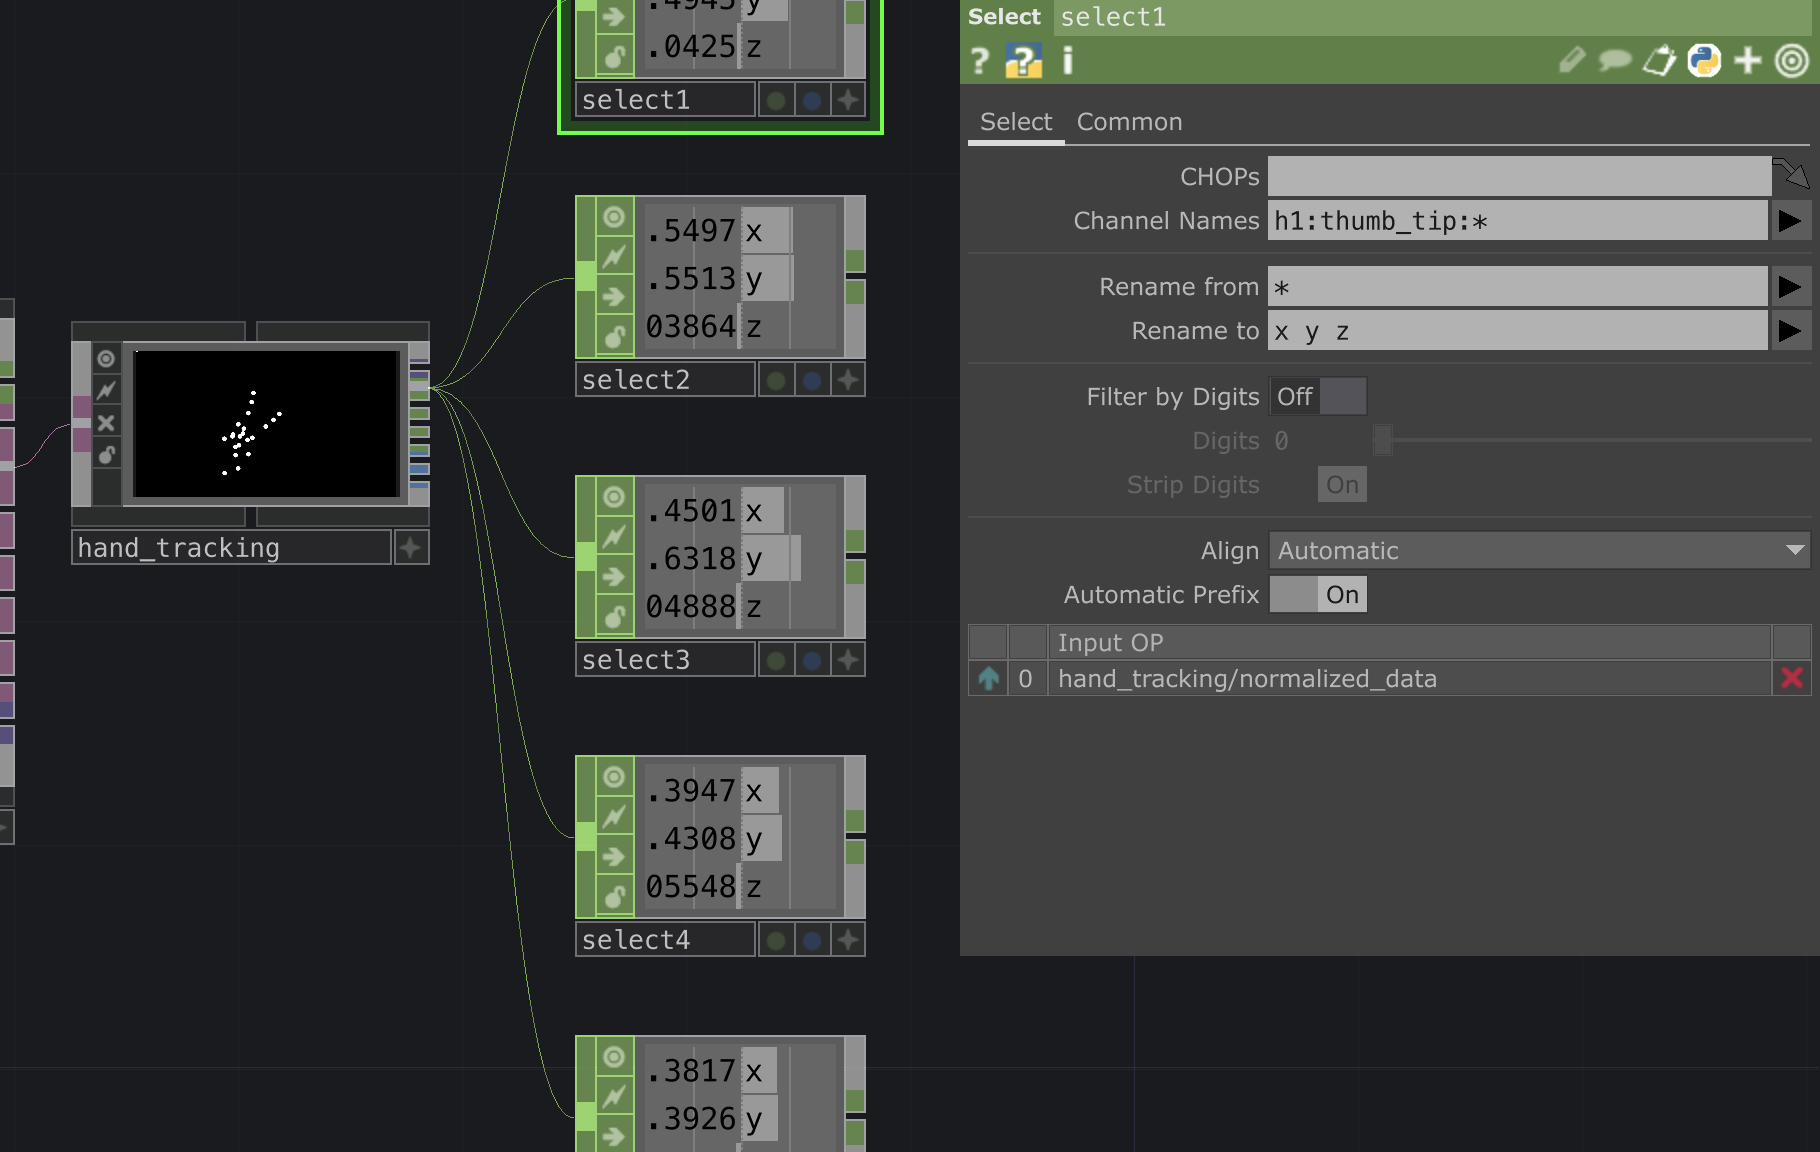 .4945 y
.0425 z
select1
.5497 x
.5513 y
03864 z
select2
.4501 x
.6318 y
04888 z
select3
.3947 x
.4308 y
05548 z
select4
.3817 x
.3926 y
hand_tracking
Select select1
? ? i
Select Common
CHOPs
Channel Names h1:thumb_tip:*
Rename from *
Rename to x y z
Filter by Digits Off
Digits 0
Strip Digits On
Align Automatic
Automatic Prefix On
Input OP
0 hand_tracking/normalized_data